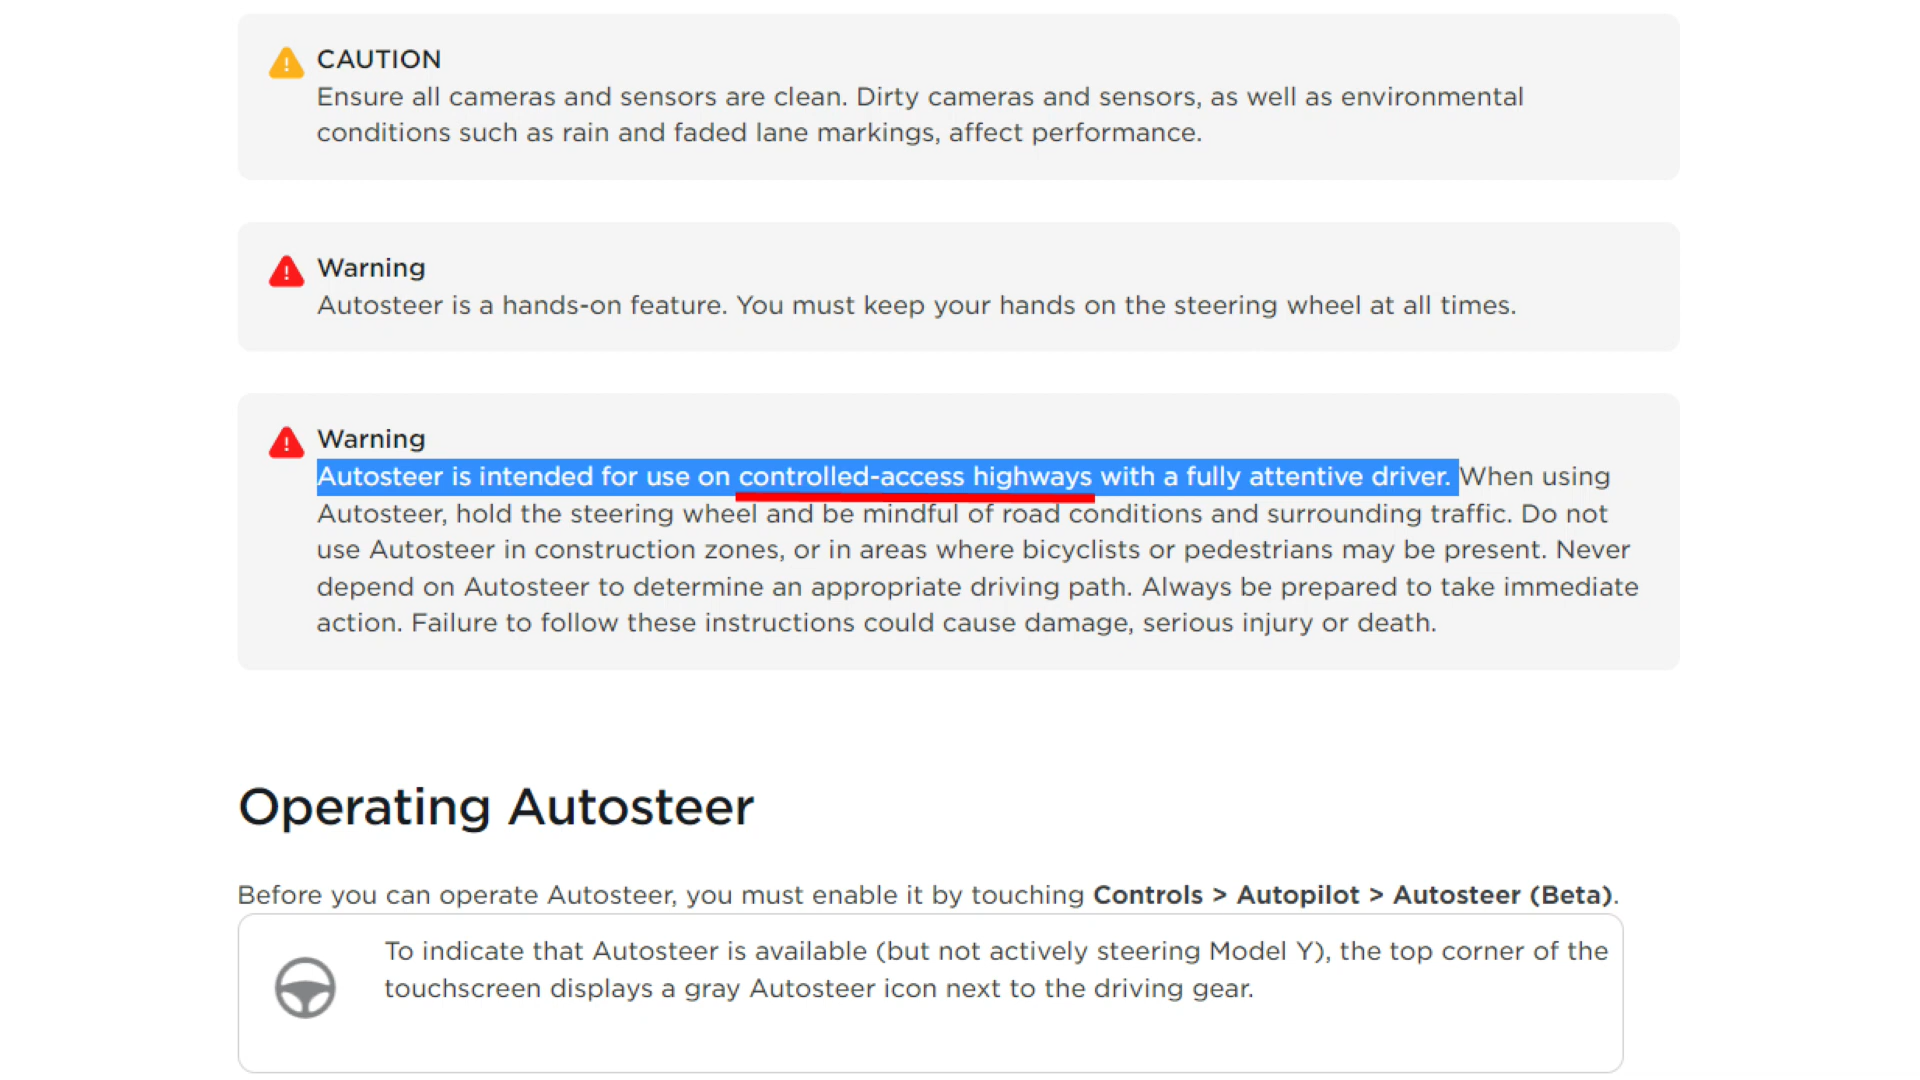 CAUTION
Ensure all cameras and sensors are clean. Dirty cameras and sensors, as well as environmental
conditions such as rain and faded lane markings, affect performance.
Warning
Autosteer is a hands-on feature. You must keep your hands on the steering wheel at all times.
Warning
Autosteer is intended for use on controlled-access highways with a fully attentive driver. When using
Autosteer, hold the steering wheel and be mindful of road conditions and surrounding traffic. Do not
use Autosteer in construction zones, or in areas where bicyclists or pedestrians may be present. Never
depend on Autosteer to determine an appropriate driving path. Always be prepared to take immediate
action. Failure to follow these instructions could cause damage, serious injury or death.
Operating Autosteer
Before you can operate Autosteer, you must enable it by touching Controls > Autopilot > Autosteer (Beta).
To indicate that Autosteer is available (but not actively steering Model Y), the top corner of the
touchscreen displays a gray Autosteer icon next to the driving gear.